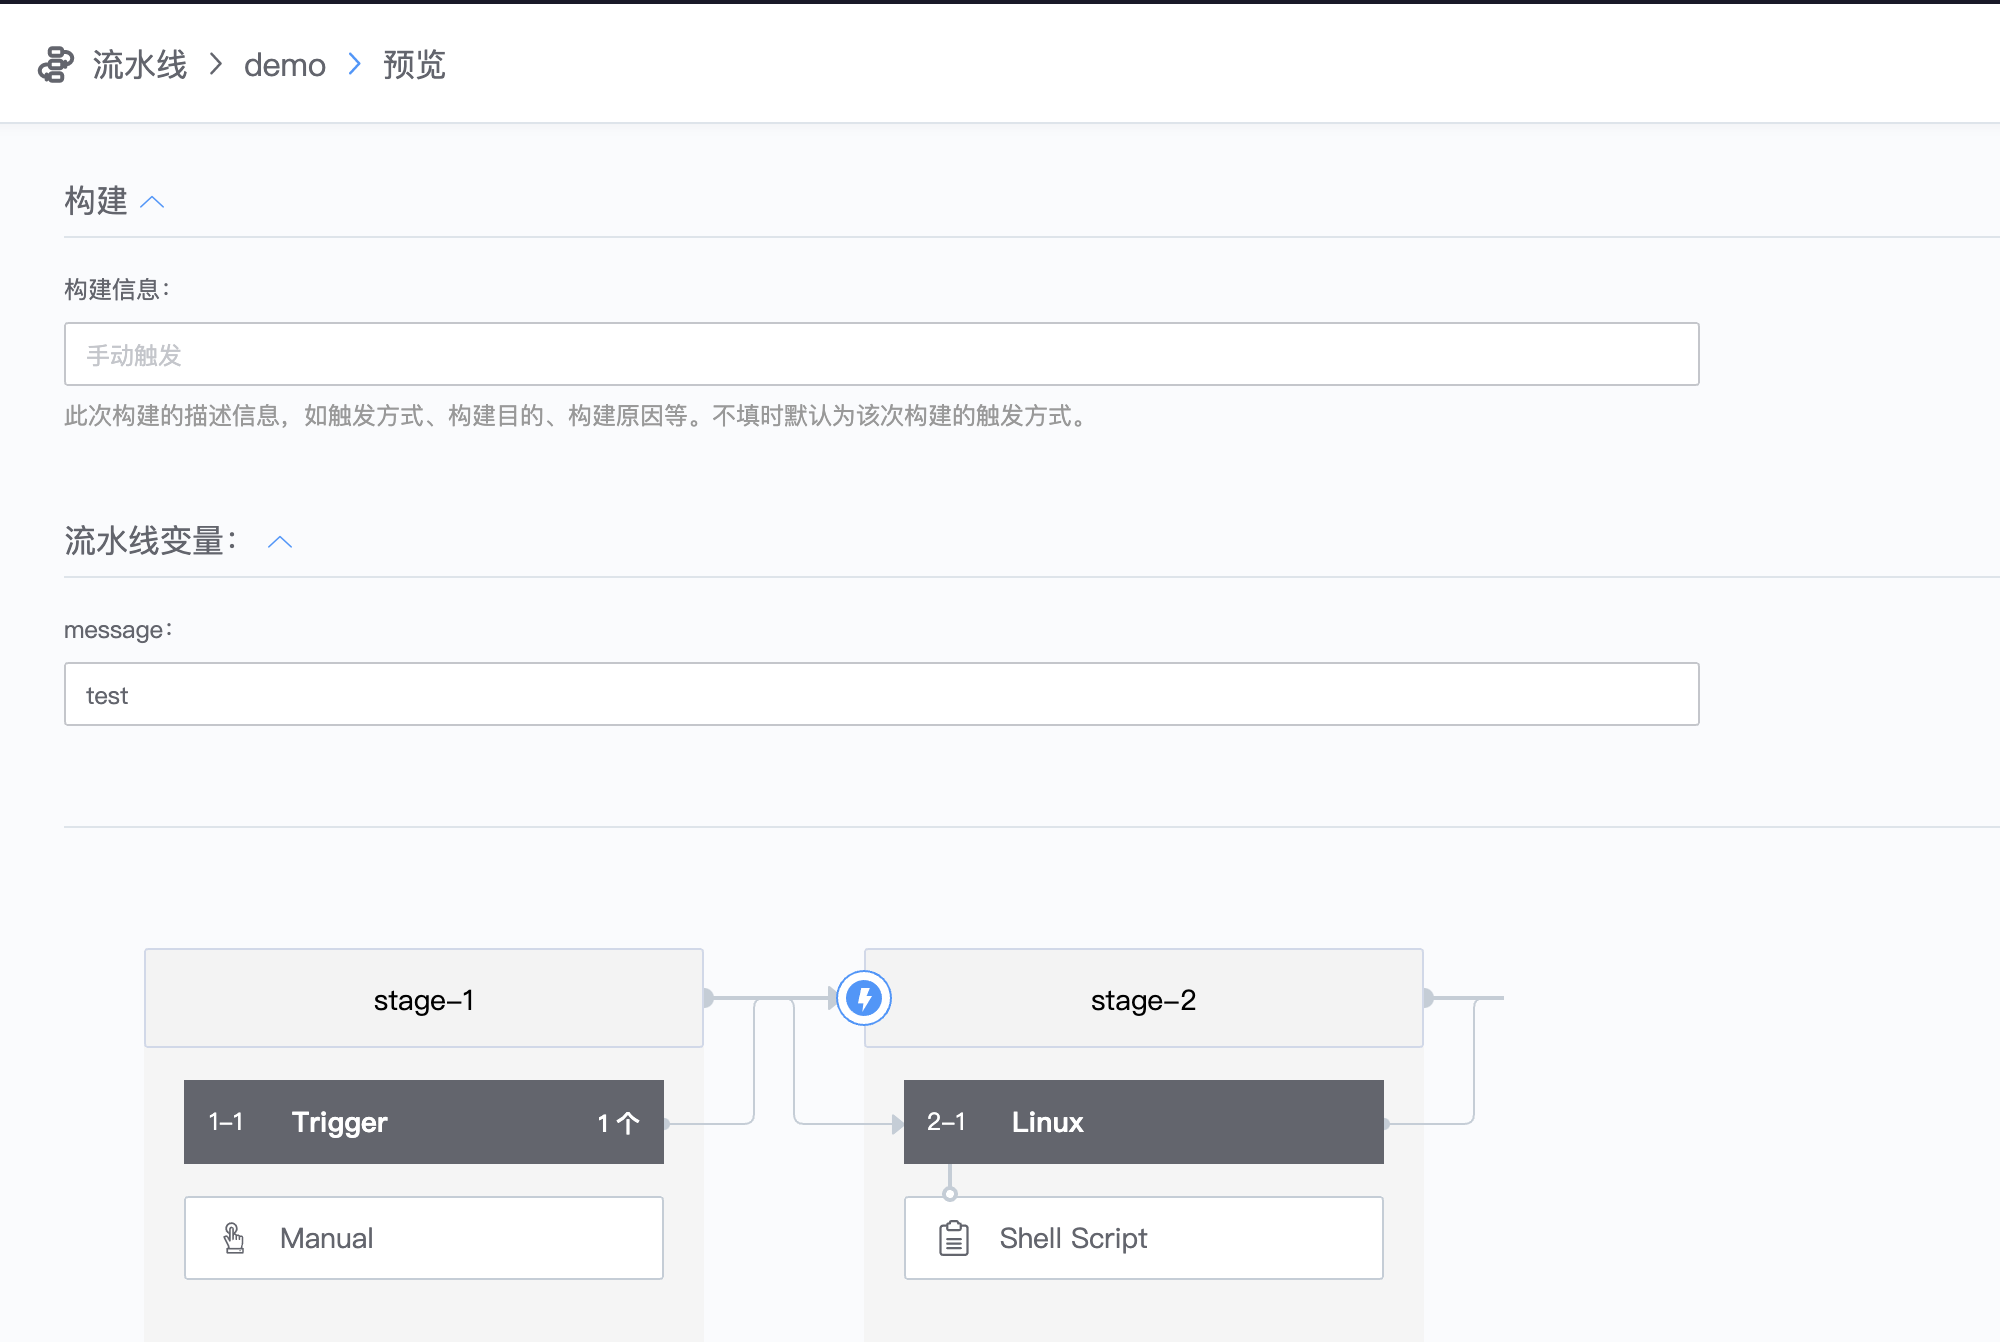 流水线 > demo > 预览
构建
构建信息：
手动触发
此次构建的描述信息，如触发方式、构建目的、构建原因等。不填时默认为该次构建的触发方式。
流水线变量：
message：
test
stage-1
1-1 Trigger 1 个
Manual
stage-2
2-1 Linux
Shell Script